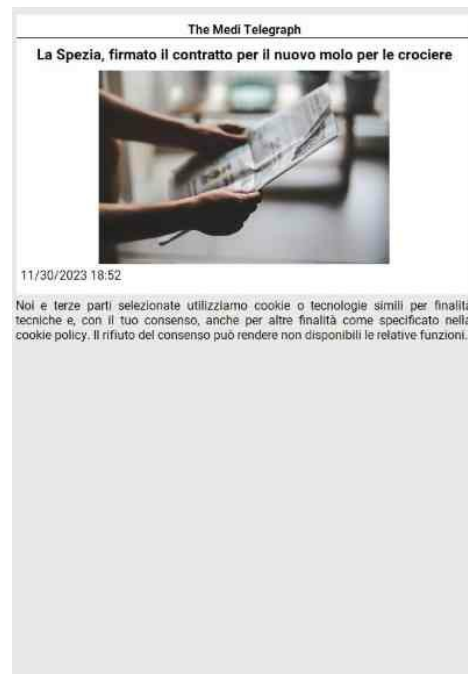 The Medi Telegraph
La Spezia, firmato il contratto per il nuovo molo per le crociere
11/30/2023 18:52
Noi e terze parti selezionate utilizziamo cookie o tecnologie simili per finalità
tecniche e, con il tuo consenso, anche per altre finalità come specificato nella
cookie policy. Il rifiuto del consenso può rendere non disponibili le relative funzioni.